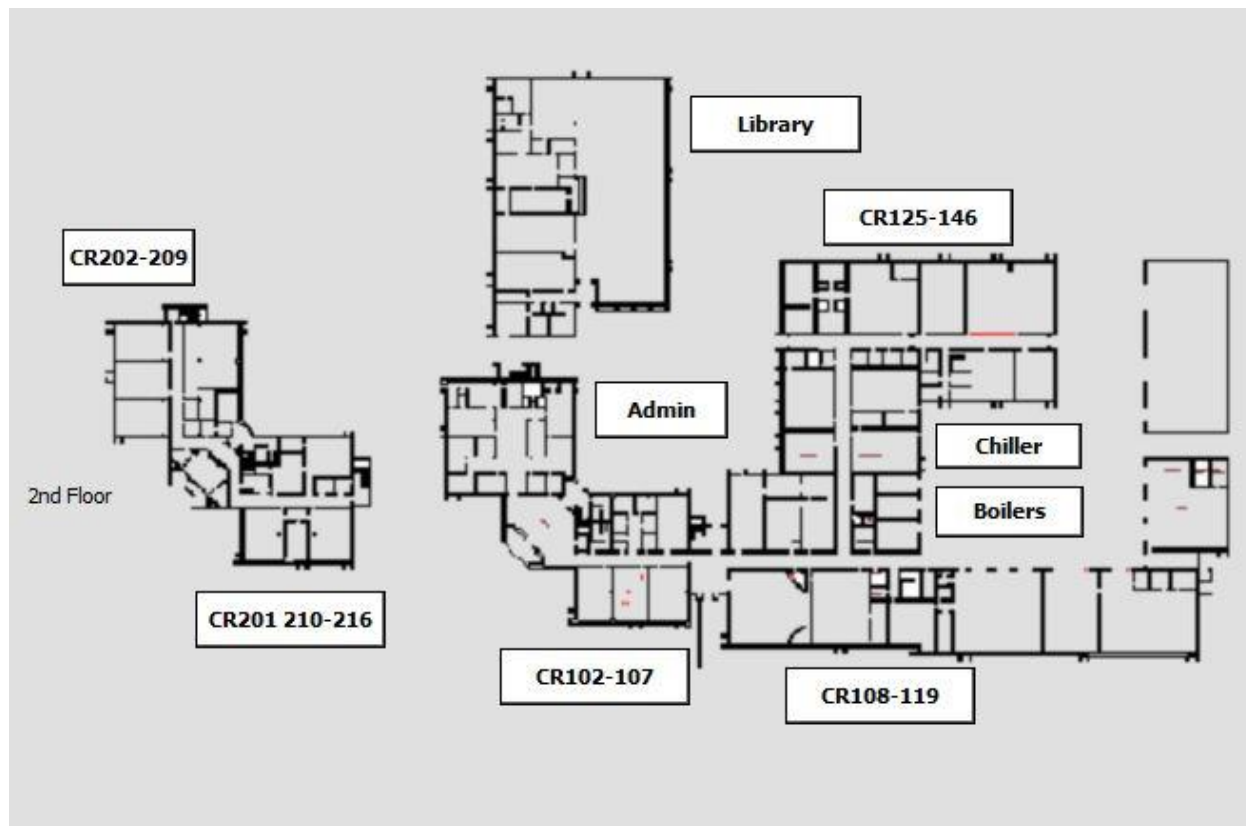 Library
CR125-146
CR202-209
Admin
Chiller
2nd Floor
Boilers
CR201 210-216
CR102-107
CR108-119